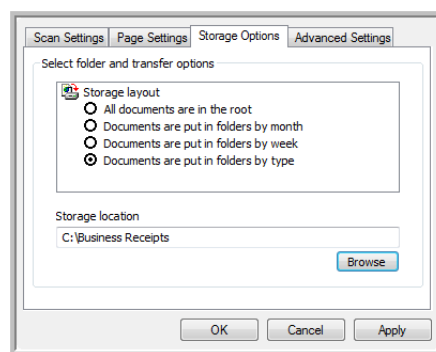 Scan Settings Page Settings Storage Options Advanced Settings
Select folder and transfer options
Storage layout
All documents are in the root
Documents are put in folders by month
Documents are put in folders by week
Documents are put in folders by type
Storage location
C:\Business Receipts
Browse
OK Cancel Apply